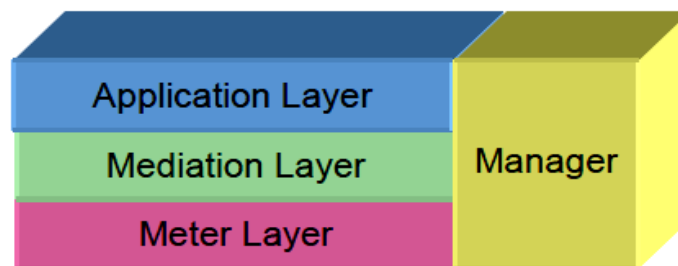 Application Layer
Mediation Layer
Manager
Meter Layer